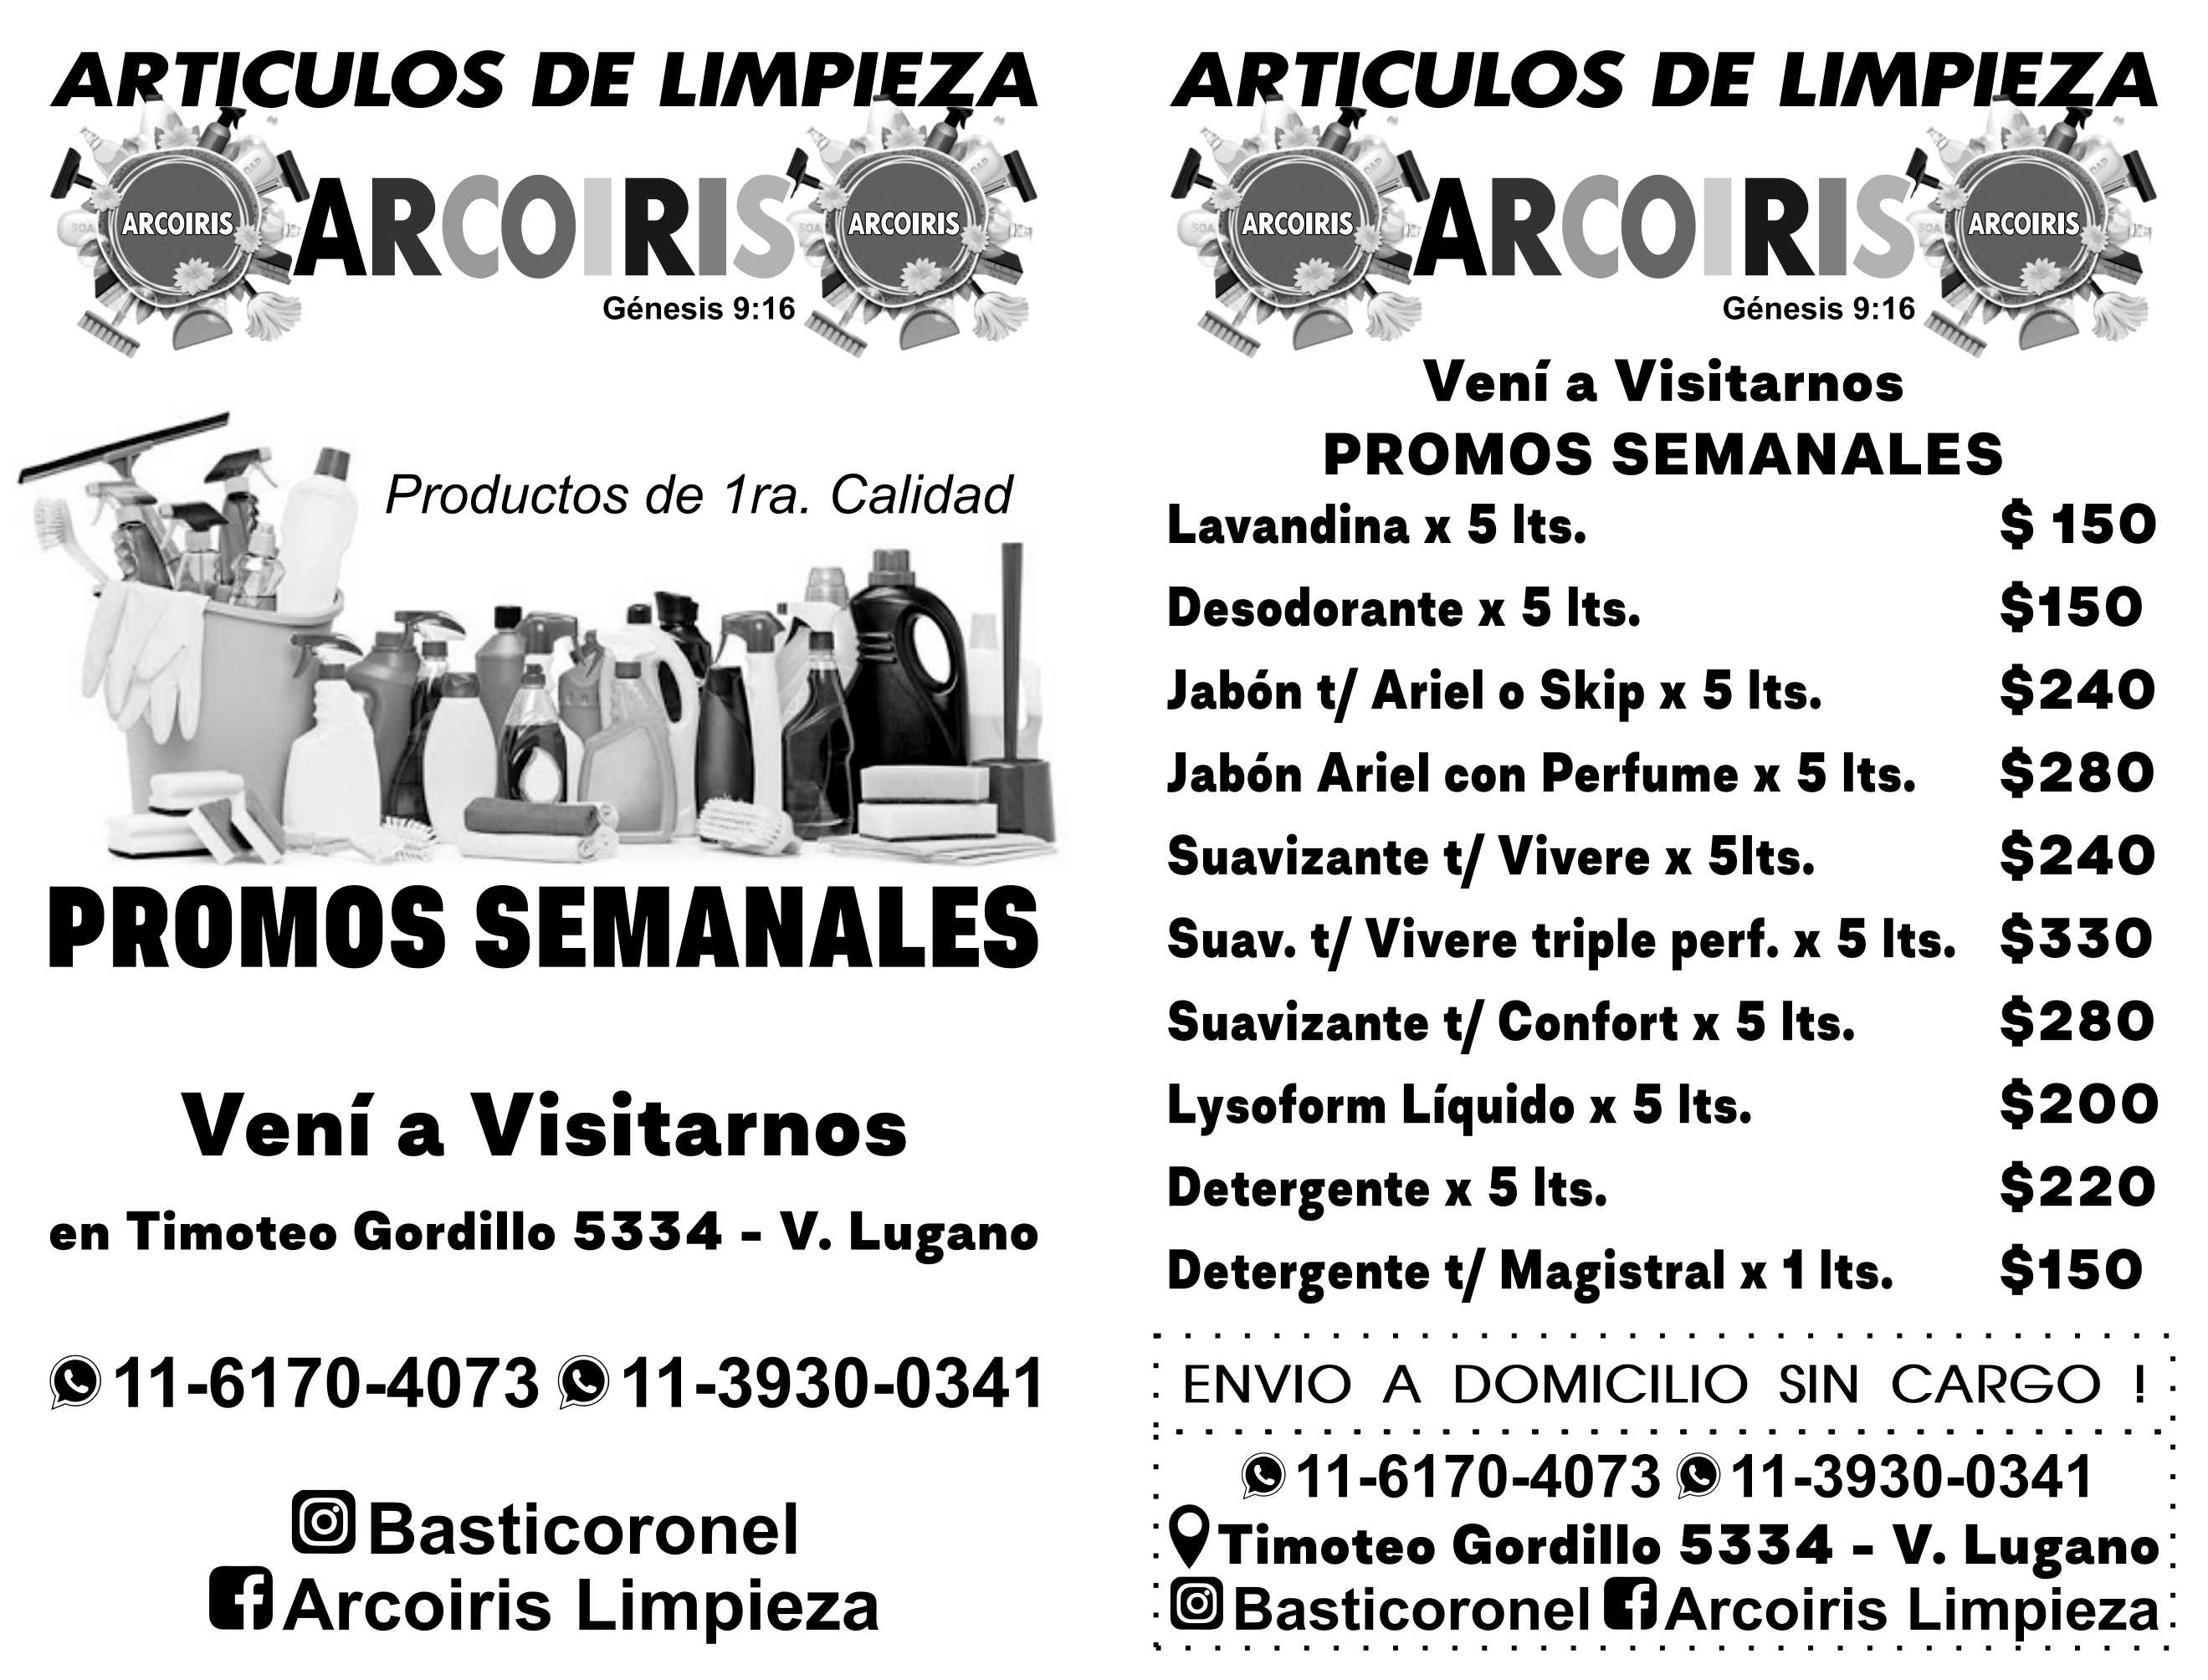 ARTICULOS DE LIMPIEZA
ARCOIRIS
ARCOIRIS
ARCOIRIS
Génesis 9:16
Productos de 1ra. Calidad
PROMOS SEMANALES
Vení a Visitarnos
en Timoteo Gordillo 5334 - V. Lugano
11-6170-4073 11-3930-0341
Basticoronel
Arcoiris Limpieza
ARTICULOS DE LIMPIEZA
ARCOIRIS
ARCOIRIS
ARCOIRIS
Génesis 9:16
Vení a Visitarnos
PROMOS SEMANALES
Lavandina x 5 lts. $ 150
Desodorante x 5 lts. $150
Jabón t/ Ariel o Skip x 5 lts. $240
Jabón Ariel con Perfume x 5 lts. $280
Suavizante t/ Vivere x 5lts. $240
Suav. t/ Vivere triple perf. x 5 lts. $330
Suavizante t/ Confort x 5 lts. $280
Lysoform Líquido x 5 lts. $200
Detergente x 5 lts. $220
Detergente t/ Magistral x 1 lts. $150
ENVIO A DOMICILIO SIN CARGO !
11-6170-4073 11-3930-0341
Timoteo Gordillo 5334 - V. Lugano
Basticoronel Arcoiris Limpieza